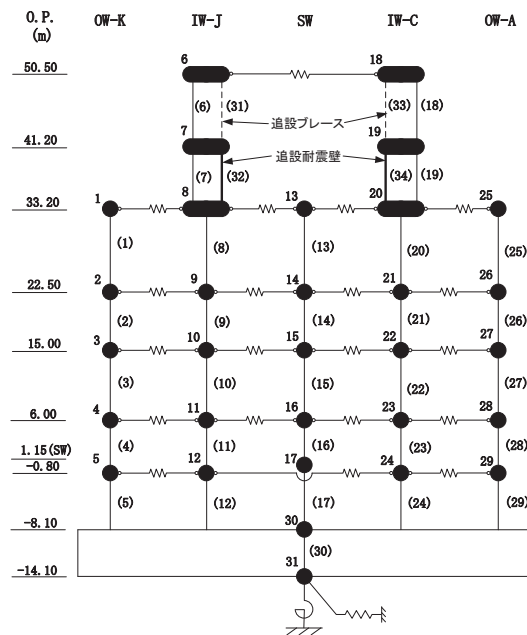 O.P. OW-K IW-J SW IW-C OW-A
(m)
6 18
50.50
(6) (31) (33) (18)
追設ブレース
7 19
41.20
追設耐震壁
(7) (32) (34) (19)
1 8 13 20 25
33.20
(1) (8) (13) (20) (25)
2 9 14 21 26
22.50
(2) (9) (14) (21) (26)
3 10 15 22 27
15.00
(3) (10) (15) (22) (27)
4 11 16 23 28
6.00
(4) (11) (16) (23) (28)
1.15(SW)
5 12 17 24 29
-0.80
(5) (12) (17) (24) (29)
30
-8.10
(30)
31
-14.10